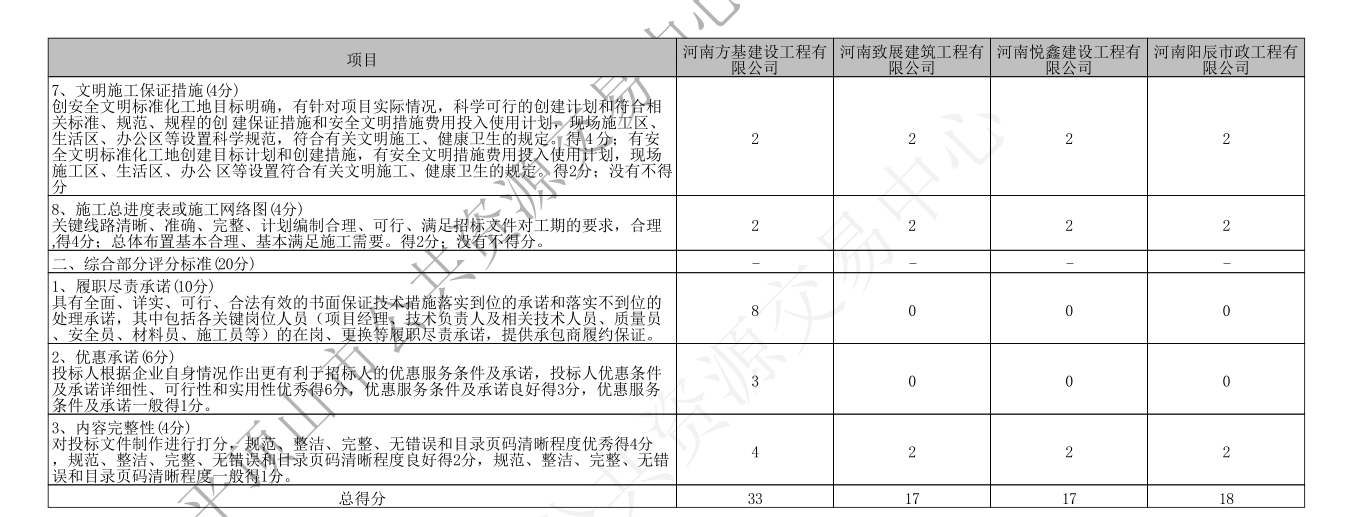 项目
河南方基建设工程有
限公司
河南致展建筑工程有
限公司
河南悦鑫建设工程有
限公司
河南阳辰市政工程有
限公司
7、文明施工保证措施(4分)
创安全文明标准化工地目标明确，有针对项目实际情况，科学可行的创建计划和符合相
关标准、规范、规程的创 建保证措施和安全文明措施费用投入使用计划，现场施工区、
生活区、办公区等设置科学规范，符合有关文明施工、健康卫生的规定。得4 分；有安
全文明标准化工地创建目标计划和创建措施，有安全文明措施费用投入使用计划，现场
施工区、生活区、办公 区等设置符合有关文明施工、健康卫生的规定。得2分；没有不得
分
2
2
2
2
8、施工总进度表或施工网络图(4分)
关键线路清晰、准确、完整、计划编制合理、可行、满足招标文件对工期的要求，合理
,得4分；总体布置基本合理、基本满足施工需要。得2分；没有不得分。
2
2
2
2
二、综合部分评分标准(20分)
-
-
-
-
1、履职尽责承诺(10分)
具有全面、详实、可行、合法有效的书面保证技术措施落实到位的承诺和落实不到位的
处理承诺，其中包括各关键岗位人员（项目经理、技术负责人及相关技术人员、质量员
、安全员、材料员、施工员等）的在岗、更换等履职尽责承诺，提供承包商履约保证。
8
0
0
0
2、优惠承诺(6分)
投标人根据企业自身情况作出更有利于招标人的优惠服务条件及承诺，投标人优惠条件
及承诺详细性、可行性和实用性优秀得6分，优惠服务条件及承诺良好得3分，优惠服务
条件及承诺一般得1分。
3
0
0
0
3、内容完整性(4分)
对投标文件制作进行打分，规范、整洁、完整、无错误和目录页码清晰程度优秀得4分
，规范、整洁、完整、无错误和目录页码清晰程度良好得2分，规范、整洁、完整、无错
误和目录页码清晰程度一般得1分。
4
2
2
2
总得分
33
17
17
18
平顶山市公共资源交易中心
公共资源交易中心